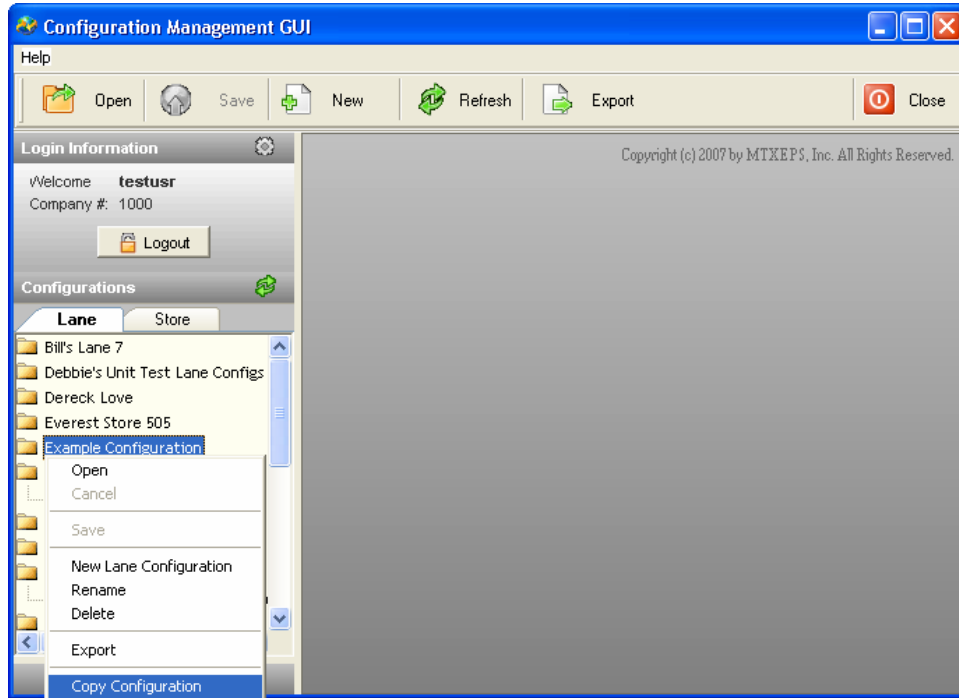 Configuration Management GUI
Help
Open Save New Refresh Export Close
Login Information
Copyright (c) 2007 by MTXEPS, Inc. All Rights Reserved.
Welcome testusr
Company #: 1000
Logout
Configurations
Lane Store
Bill's Lane 7
Debbie's Unit Test Lane Configs
Dereck Love
Everest Store 505
Example Configuration
Open
Cancel
Save
New Lane Configuration
Rename
Delete
Export
Copy Configuration